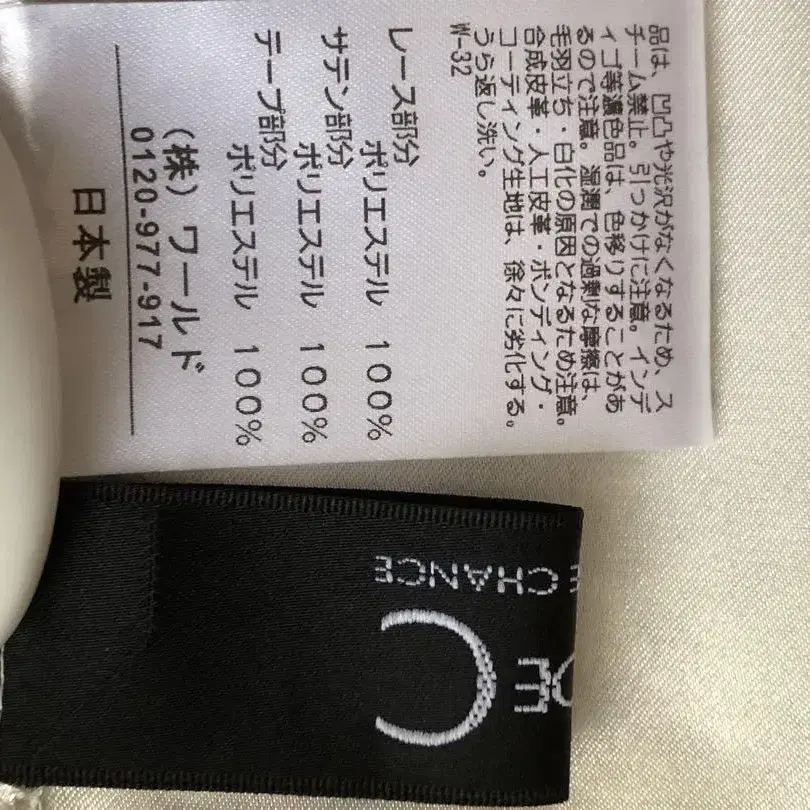 品は、凹凸や光沢がなくなるため、ス
チーム禁止。引っかけに注意。インデ
ィゴ等濃色品は、色移りすることがあ
るので注意。湿潤での過剰な摩擦は、
毛羽立ち・白化の原因となるため注意。
合成皮革・人工皮革・ボンディング・
コーティング生地は、徐々に劣化する。
うら返し洗い。
W-32
レース部分
ポリエステル 100%
サテン部分
ポリエステル 100%
テープ部分
ポリエステル 100%
(株)ワールド
0120-977-917
日本製
CHANCE